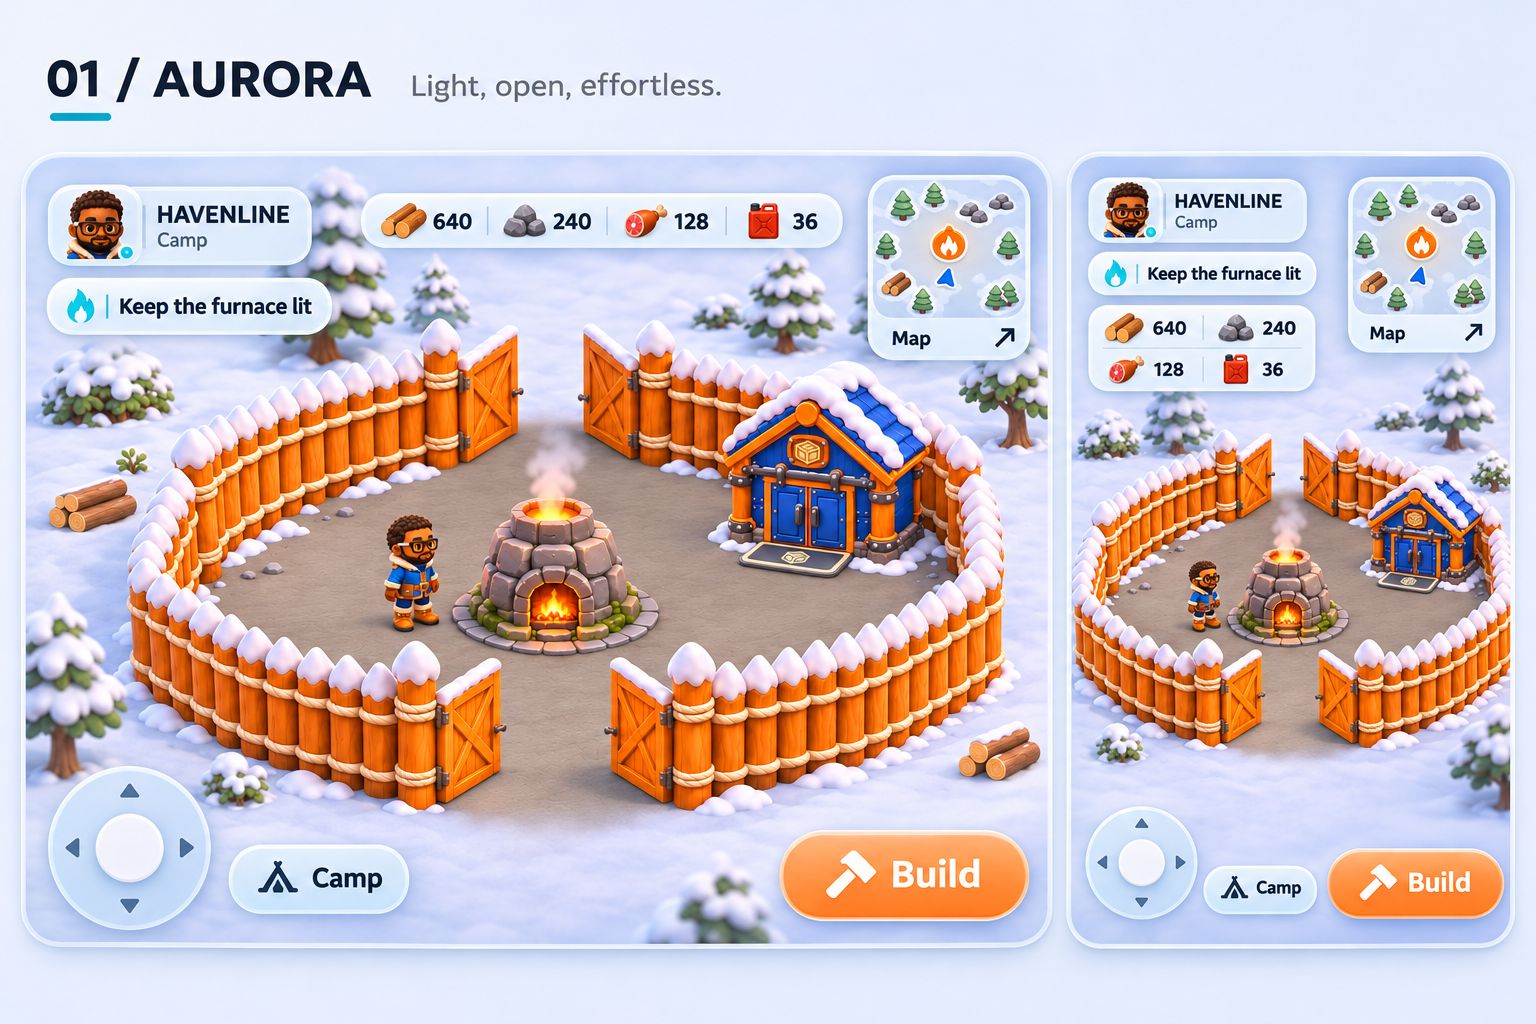 01 / AURORA
Light, open, effortless.
HAVENLINE
Camp
Keep the furnace lit
640
240
128
36
Map
Camp
Build
HAVENLINE
Camp
Keep the furnace lit
640
240
128
36
Map
Camp
Build